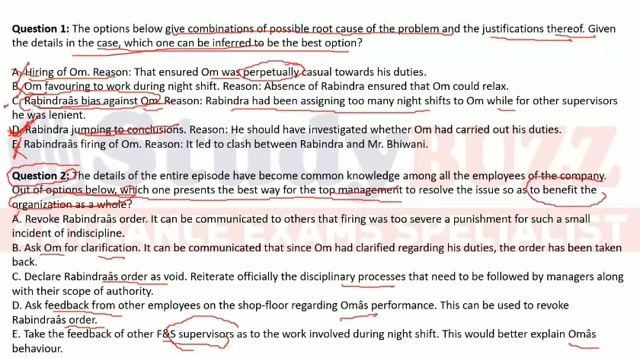 Question 1: The options below give combinations of possible root cause of the problem and the justifications thereof. Given
the details in the case, which one can be inferred to be the best option?
A. Hiring of Om. Reason: That ensured Om was perpetually casual towards his duties.
B. Om favouring to work during night shift. Reason: Absence of Rabindra ensured that Om could relax.
C. Rabindraâs bias against Om. Reason: Rabindra had been assigning too many night shifts to Om while for other supervisors
he was lenient.
D. Rabindra jumping to conclusions. Reason: He should have investigated whether Om had carried out his duties.
E. Rabindraâs firing of Om. Reason: It led to clash between Rabindra and Mr. Bhiwani.
Question 2: The details of the entire episode have become common knowledge among all the employees of the company.
Out of options below, which one presents the best way for the top management to resolve the issue so as to benefit the
organization as a whole?
A. Revoke Rabindraâs order. It can be communicated to others that firing was too severe a punishment for such a small
incident of indiscipline.
B. Ask Om for clarification. It can be communicated that since Om had clarified regarding his duties, the order has been taken
back.
C. Declare Rabindraâs order as void. Reiterate officially the disciplinary processes that need to be followed by managers along
with their scope of authority.
D. Ask feedback from other employees on the shop-floor regarding Omâs performance. This can be used to revoke
Rabindraâs order.
E. Take the feedback of other F&S supervisors as to the work involved during night shift. This would better explain Omâs
behaviour.